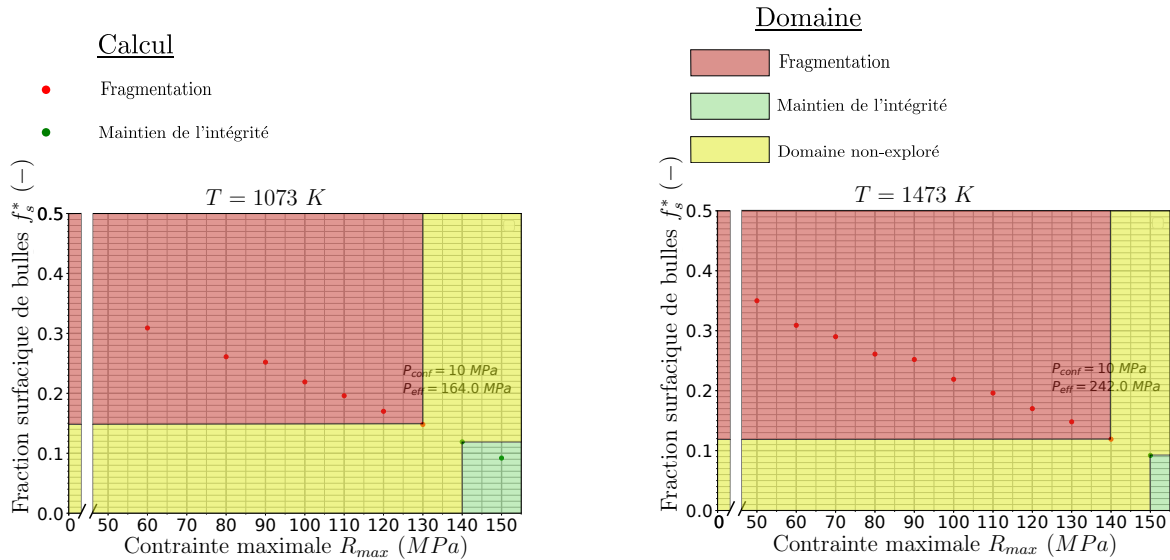 Calcul
Fragmentation
Maintien de l'intégrité
Domaine
Fragmentation
Maintien de l'intégrité
Domaine non-exploré
T = 1073 K
Fraction surfacique de bulles f_s^* (−)
0.5
0.4
0.3
0.2
0.1
0.0
P_conf = 10 MPa
P_eff = 164.0 MPa
0 50 60 70 80 90 100 110 120 130 140 150
Contrainte maximale R_max (MPa)
T = 1473 K
Fraction surfacique de bulles f_s^* (−)
0.5
0.4
0.3
0.2
0.1
0.0
P_conf = 10 MPa
P_eff = 242.0 MPa
0 50 60 70 80 90 100 110 120 130 140 150
Contrainte maximale R_max (MPa)